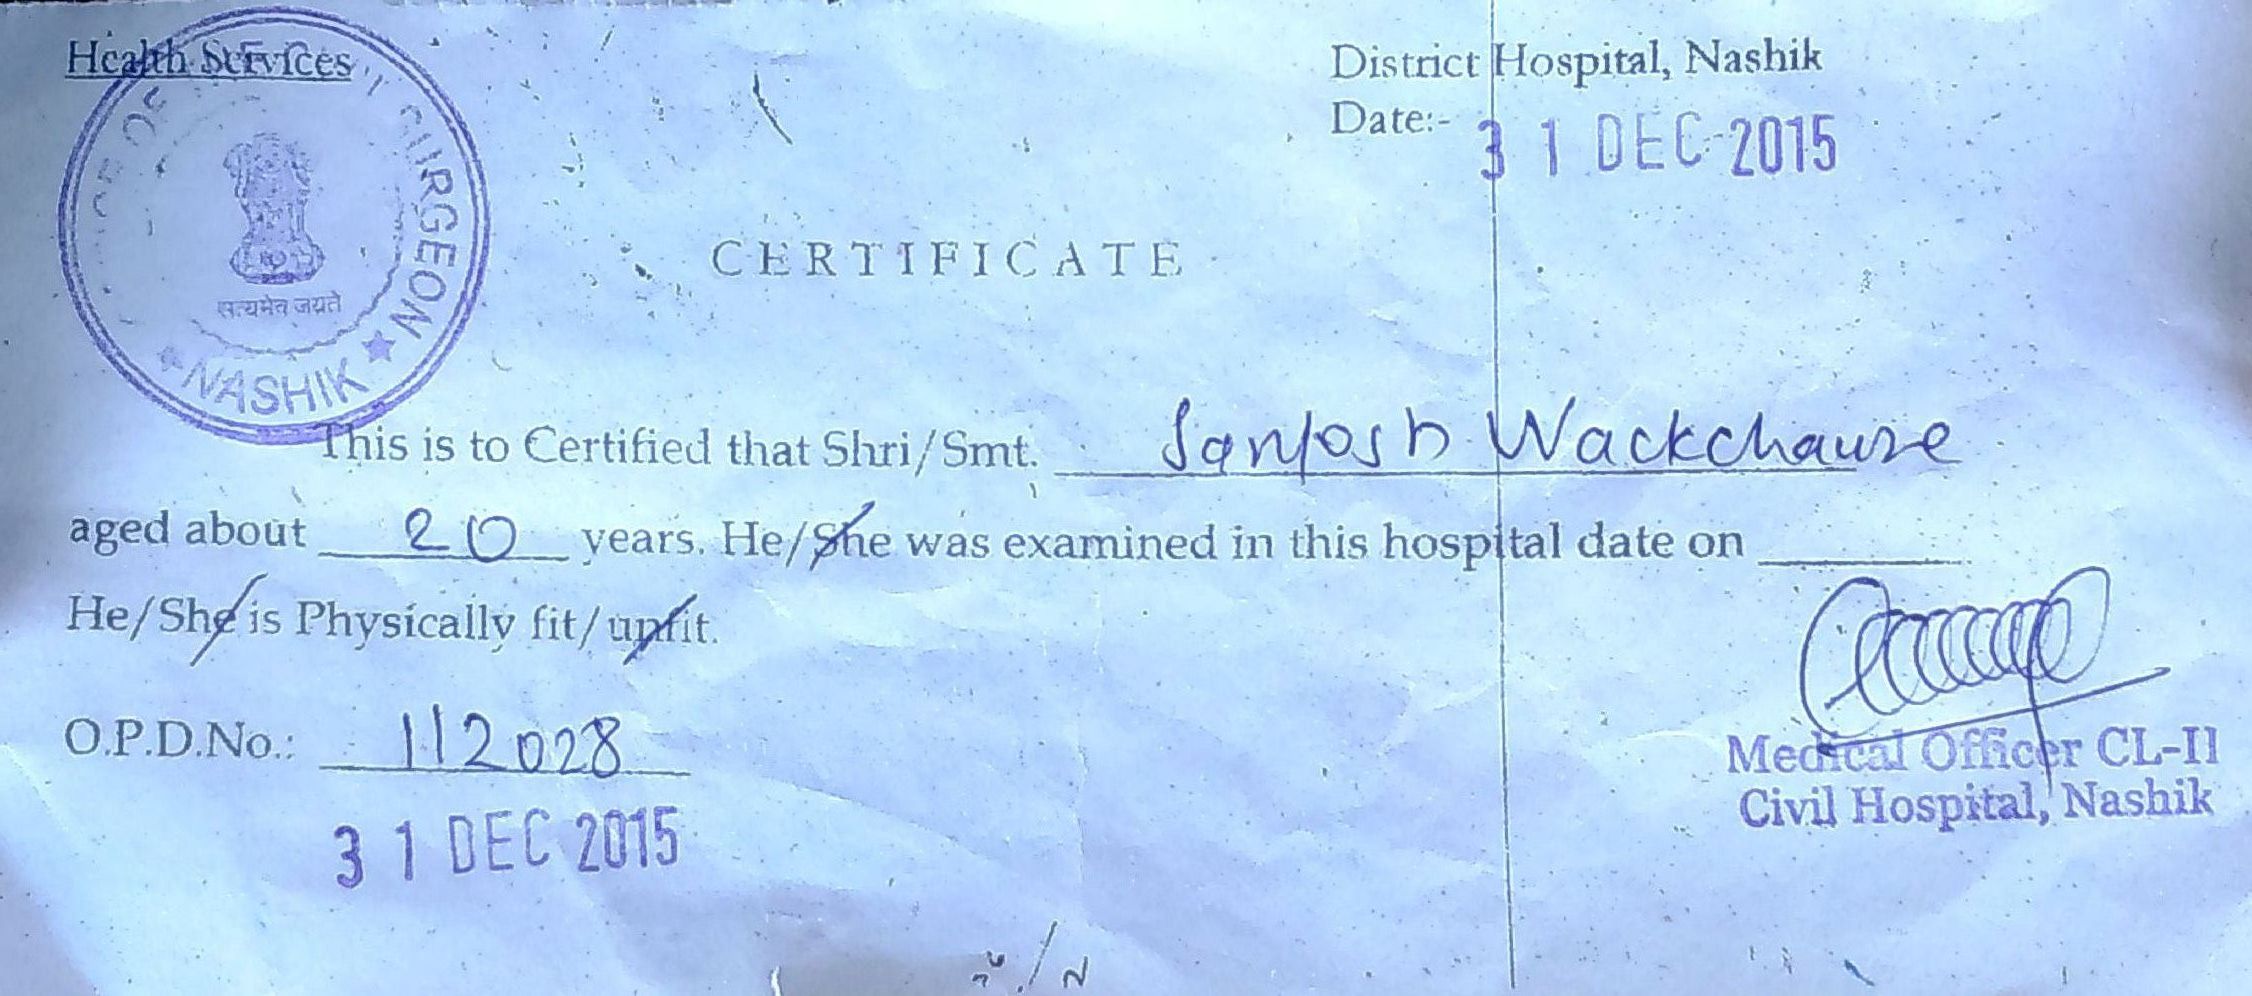 Health Services
District Hospital, Nashik
Date:- 31 DEC 2015
SURGEON
★ NASHIK ★
सत्यमेव जयते
CERTIFICATE
This is to Certified that Shri/Smt. Santosh Wackchaure
aged about 20 years. He/She was examined in this hospital date on
He/She is Physically fit/unfit.
O.P.D.No.: 112028
31 DEC 2015
Medical Officer CL-II
Civil Hospital, Nashik